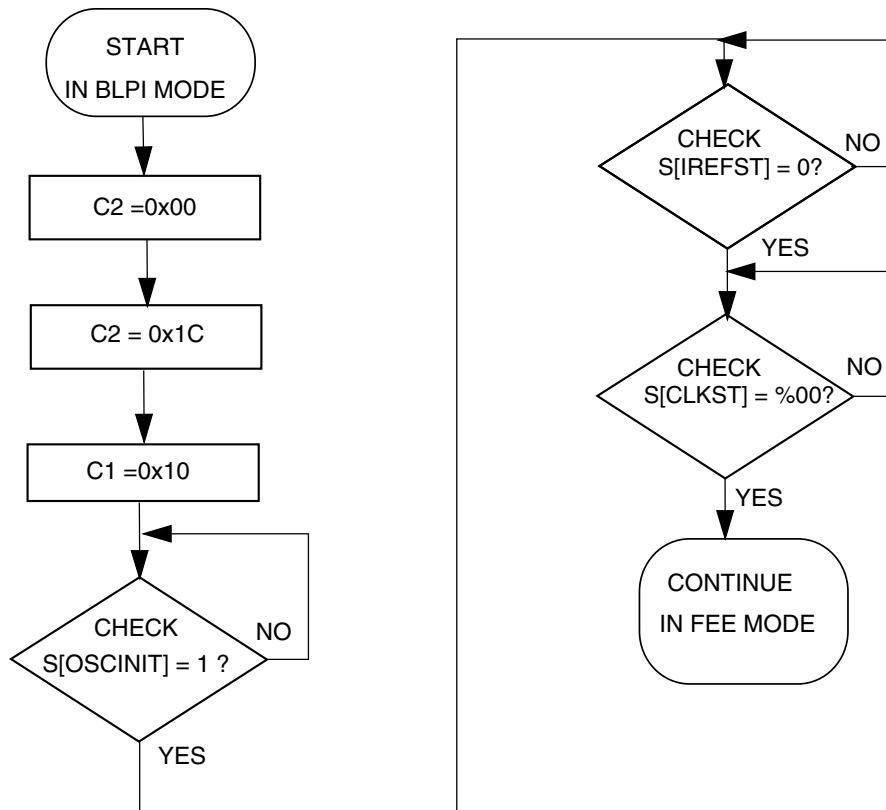 START
IN BLPI MODE
C2 =0x00
C2 = 0x1C
C1 =0x10
CHECK
S[OSCINIT] = 1 ?
NO
YES
CHECK
S[IREFST] = 0?
NO
YES
CHECK
S[CLKST] = %00?
NO
YES
CONTINUE
IN FEE MODE